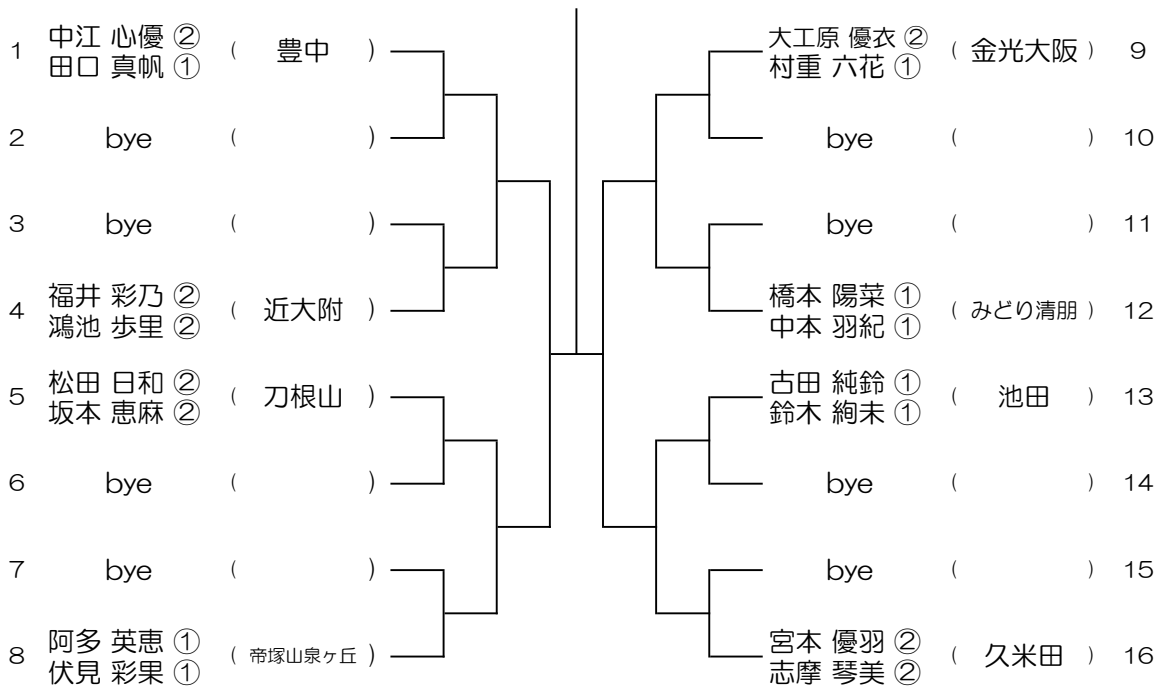 1 中江 心優 ② ( 豊中 )
田口 真帆 ①
2 bye ( )
3 bye ( )
4 福井 彩乃 ② ( 近大附 )
鴻池 歩里 ②
5 松田 日和 ② ( 刀根山 )
坂本 恵麻 ②
6 bye ( )
7 bye ( )
8 阿多 英恵 ① ( 帝塚山泉ヶ丘 )
伏見 彩果 ①
大工原 優衣 ② ( 金光大阪 ) 9
村重 六花 ①
bye ( ) 10
bye ( ) 11
橋本 陽菜 ① ( みどり清朋 ) 12
中本 羽紀 ①
古田 純鈴 ① ( 池田 ) 13
鈴木 絢未 ①
bye ( ) 14
bye ( ) 15
宮本 優羽 ② ( 久米田 ) 16
志摩 琴美 ②